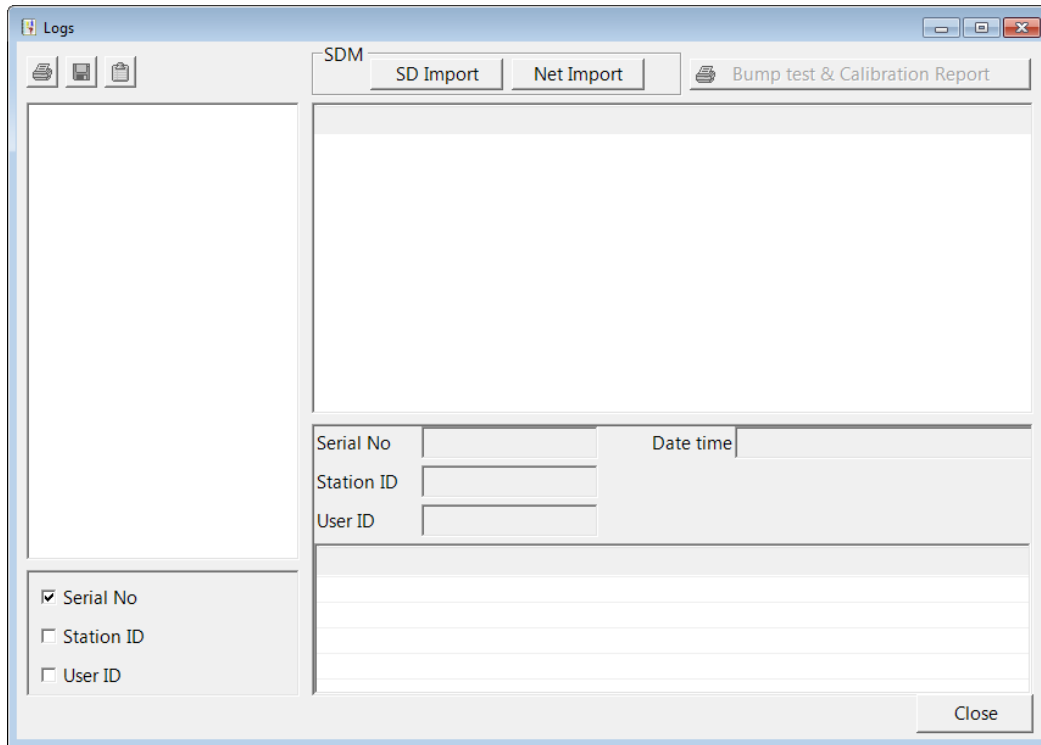 Logs
SDM
SD Import
Net Import
Bump test & Calibration Report
Serial No
Date time
Station ID
User ID
Serial No
Station ID
User ID
Close